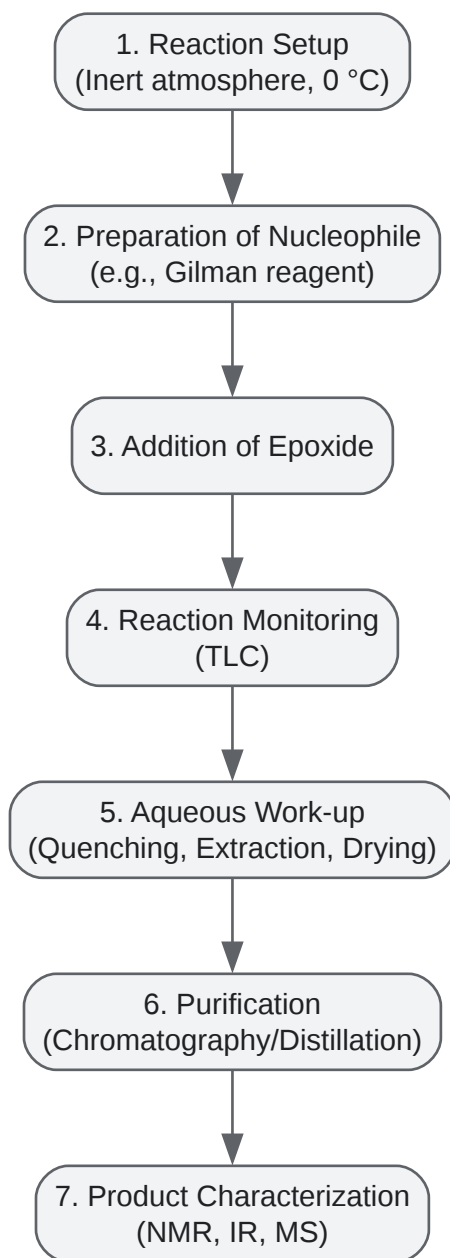 1. Reaction Setup
(Inert atmosphere, 0 °C)
2. Preparation of Nucleophile
(e.g., Gilman reagent)
3. Addition of Epoxide
4. Reaction Monitoring
(TLC)
5. Aqueous Work-up
(Quenching, Extraction, Drying)
6. Purification
(Chromatography/Distillation)
7. Product Characterization
(NMR, IR, MS)